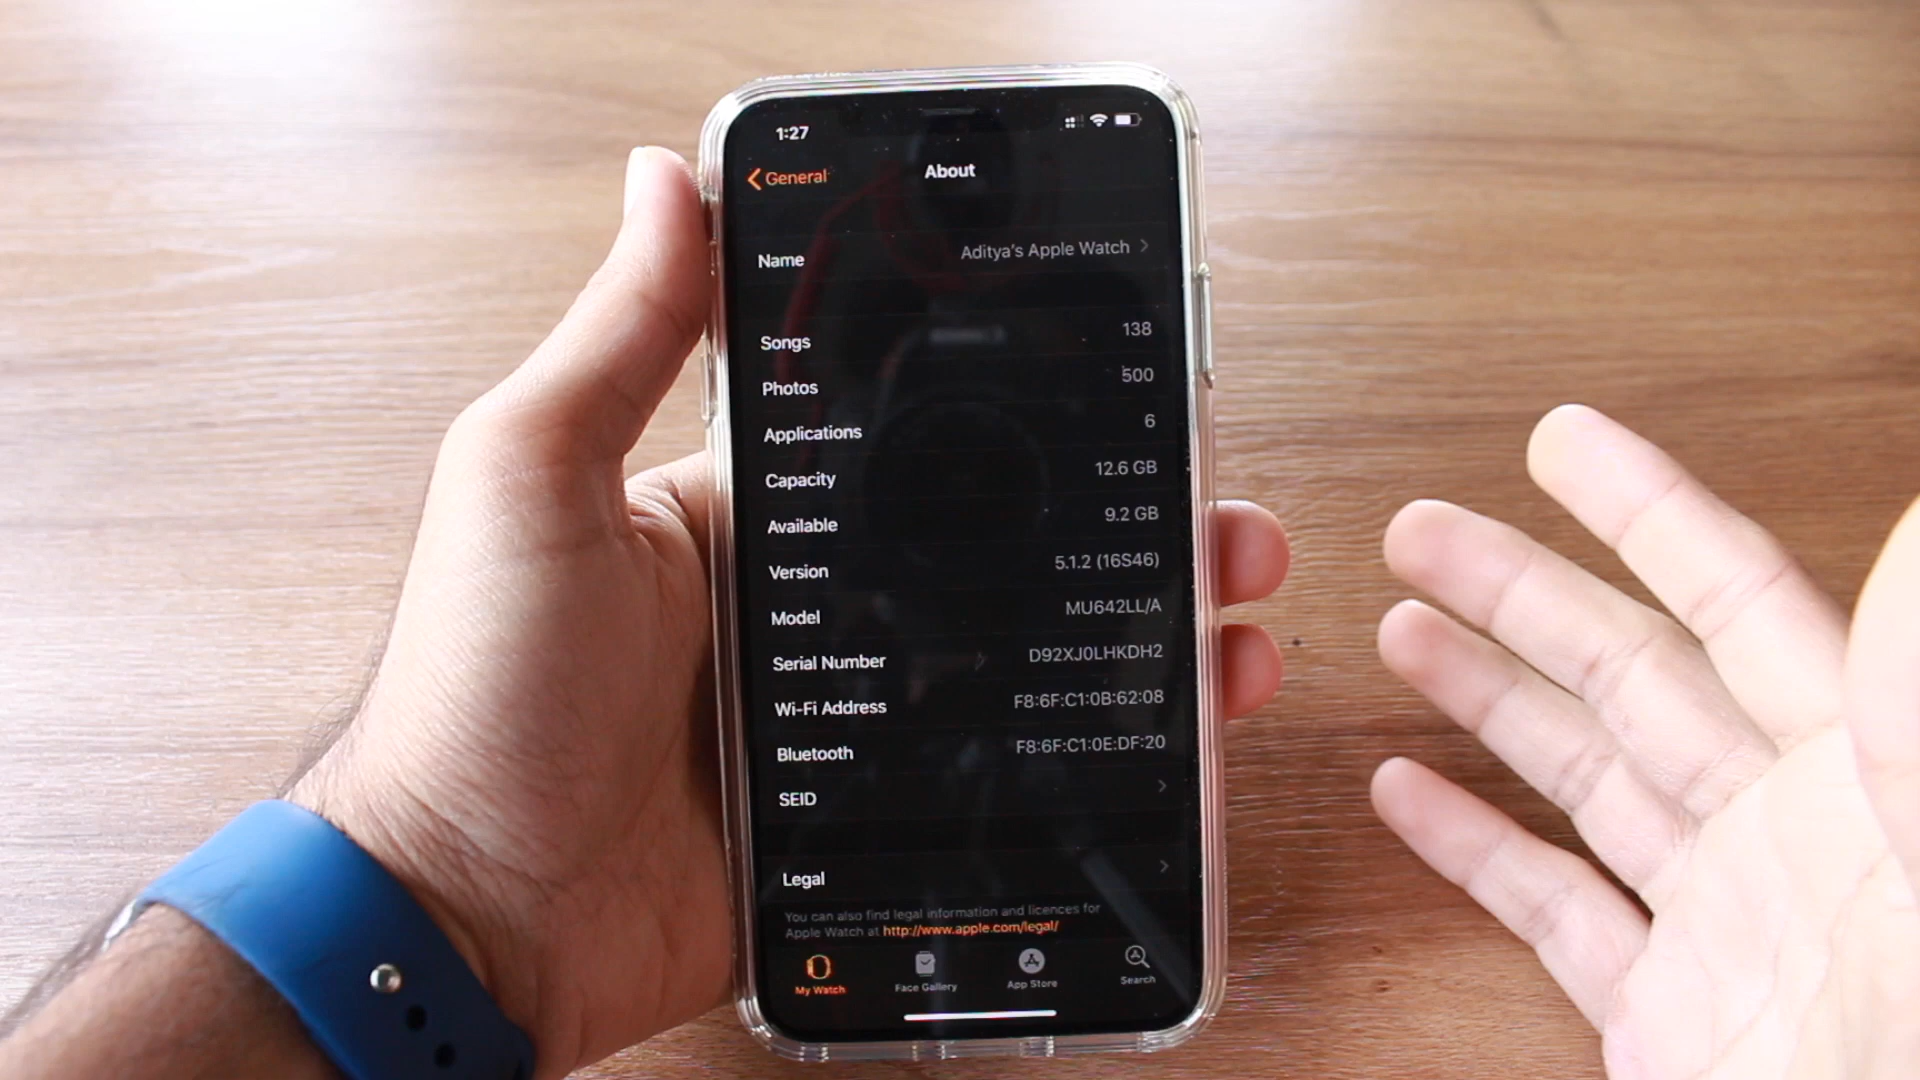 1:27
General
About
Name Aditya's Apple Watch
Songs 138
Photos 500
Applications 6
Capacity 12.6 GB
Available 9.2 GB
Version 5.1.2 (16S46)
Model MU642LL/A
Serial Number D92XJ0LHKDH2
Wi-Fi Address F8:6F:C1:0B:62:08
Bluetooth F8:6F:C1:0E:DF:20
SEID
Legal
You can also find legal information and licences for
Apple Watch at http://www.apple.com/legal/
My Watch Face Gallery App Store Search